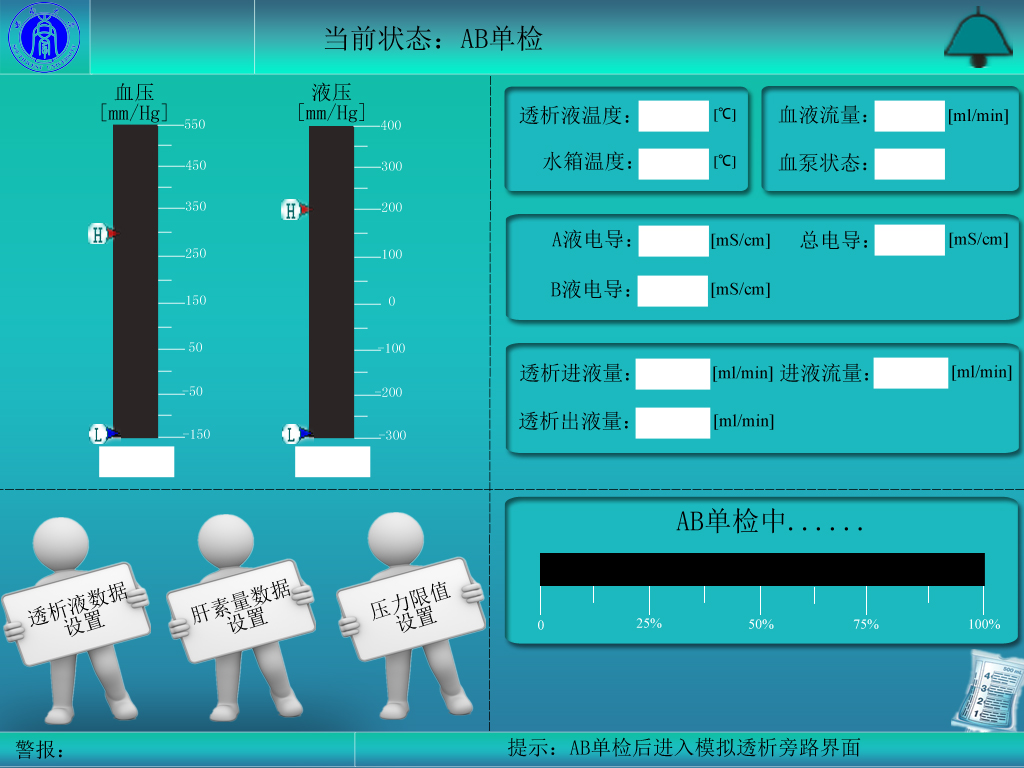 当前状态: AB单检
血压
[mm/Hg]
550
450
350
250
150
50
-50
-150
H
L
液压
[mm/Hg]
400
300
200
100
0
-100
-200
-300
H
L
透析液温度: [℃]
水箱温度: [℃]
血液流量: [ml/min]
血泵状态:
A液电导: [mS/cm] 总电导: [mS/cm]
B液电导: [mS/cm]
透析进液量: [ml/min] 进液流量: [ml/min]
透析出液量: [ml/min]
透析液数据
设置
肝素量数据
设置
压力限值
设置
AB单检中......
0 25% 50% 75% 100%
4
3
2
1
警报:
提示: AB单检后进入模拟透析旁路界面